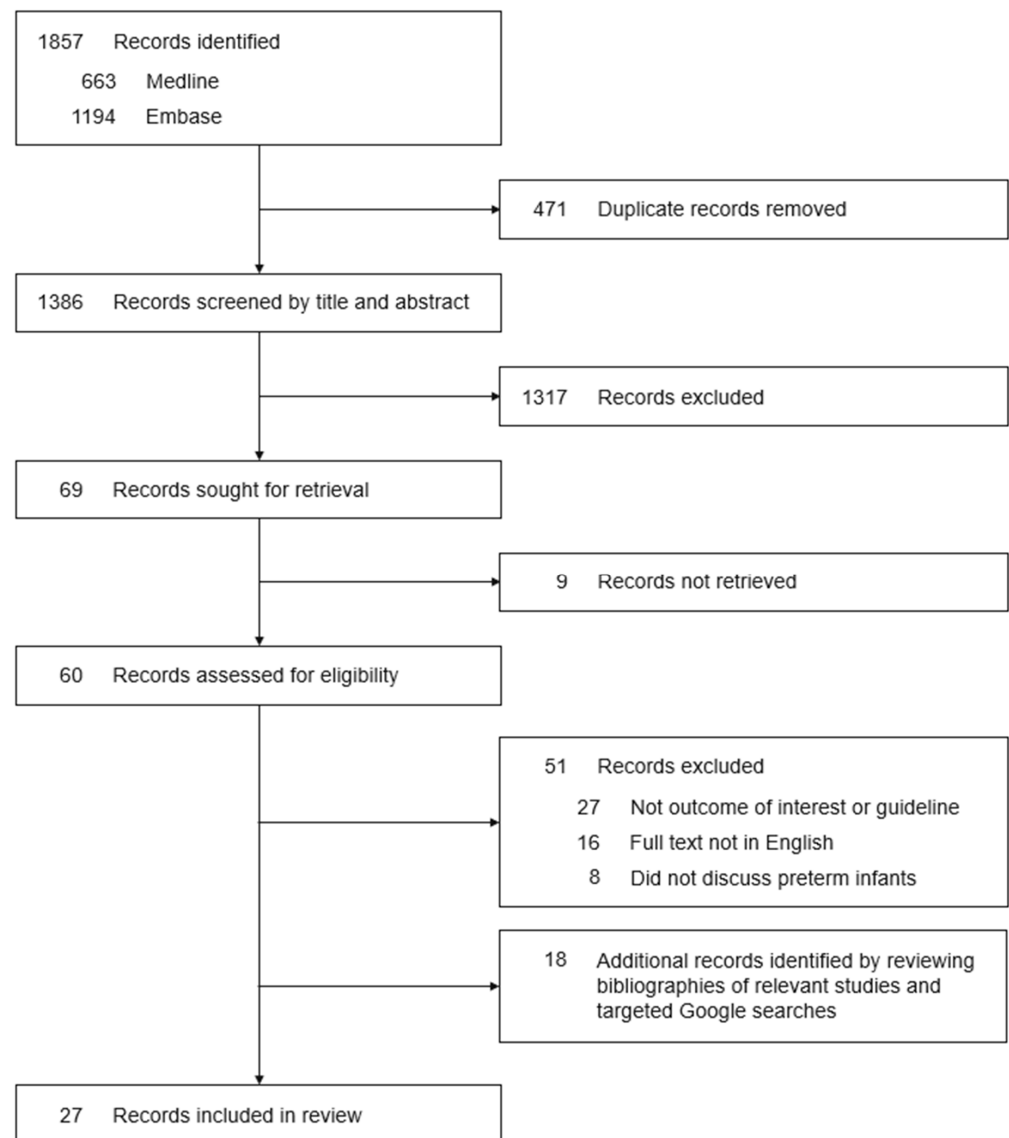 1857 Records identified
663 Medline
1194 Embase
471 Duplicate records removed
1386 Records screened by title and abstract
1317 Records excluded
69 Records sought for retrieval
9 Records not retrieved
60 Records assessed for eligibility
51 Records excluded
27 Not outcome of interest or guideline
16 Full text not in English
8 Did not discuss preterm infants
18 Additional records identified by reviewing
bibliographies of relevant studies and
targeted Google searches
27 Records included in review